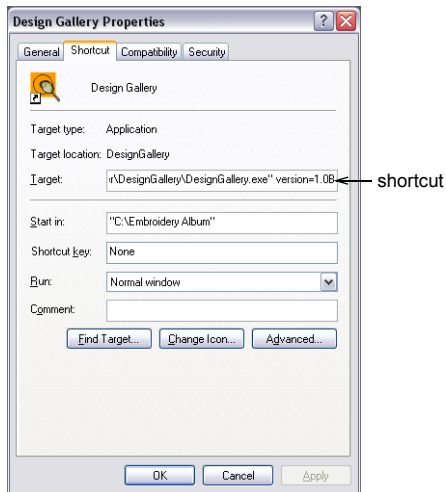 Design Gallery Properties
General Shortcut Compatibility Security
Design Gallery
Target type: Application
Target location: DesignGallery
Target: r\DesignGallery\DesignGallery.exe" version=1.0B
shortcut
Start in: "C:\Embroidery Album"
Shortcut key: None
Run: Normal window
Comment:
Find Target... Change Icon... Advanced...
OK Cancel Apply